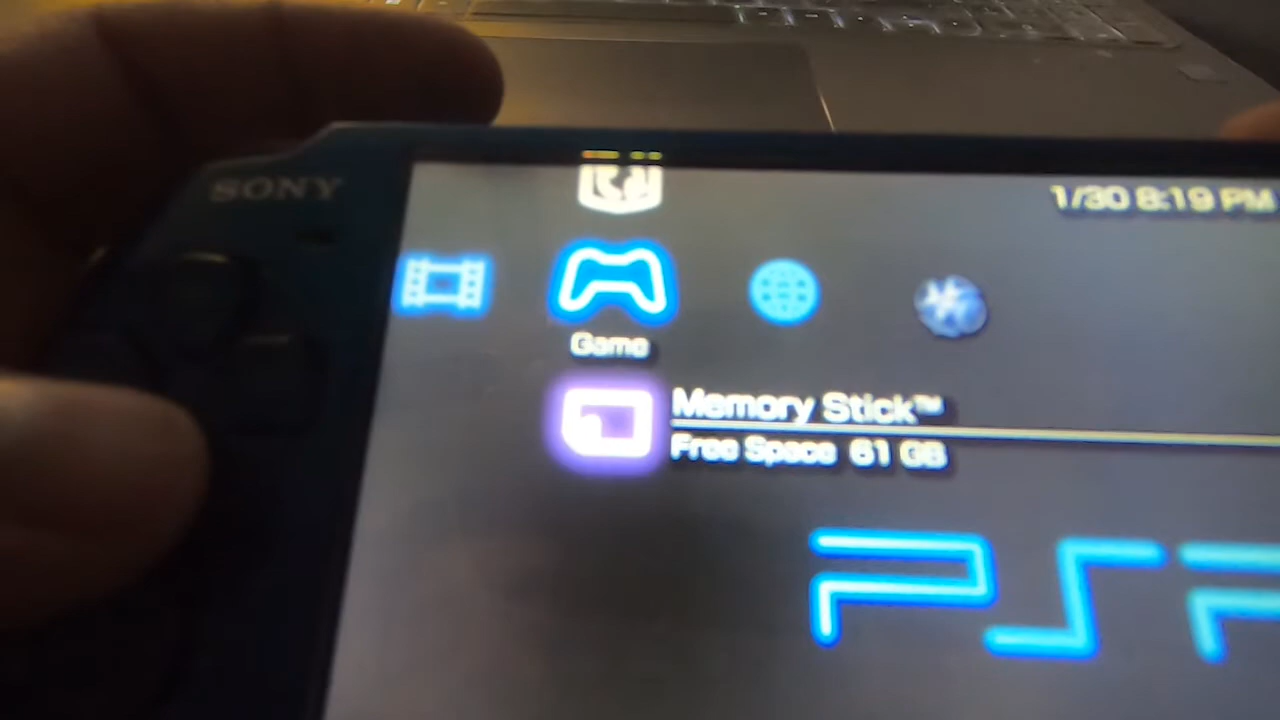 SONY
1/30 8:19 PM
Game
Memory Stick™
Free Space 61 GB
PSP